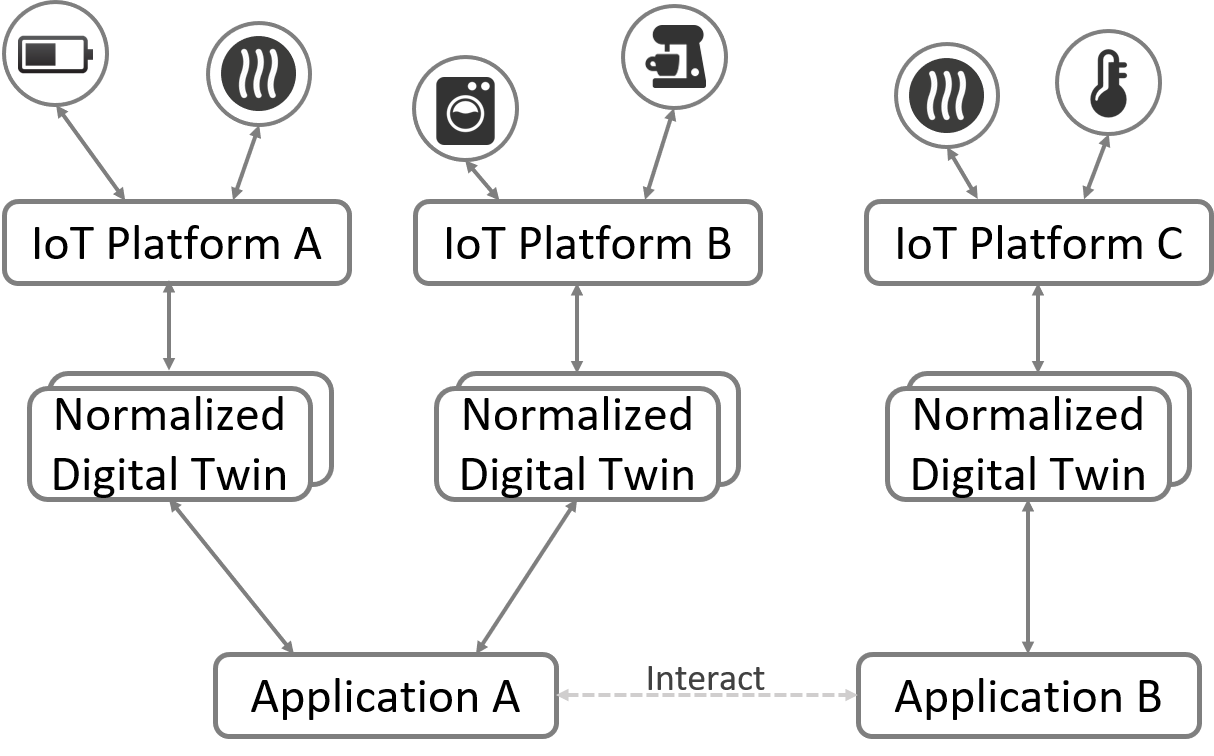 IoT Platform A
IoT Platform B
IoT Platform C
Normalized
Digital Twin
Normalized
Digital Twin
Normalized
Digital Twin
Interact
Application A
Application B